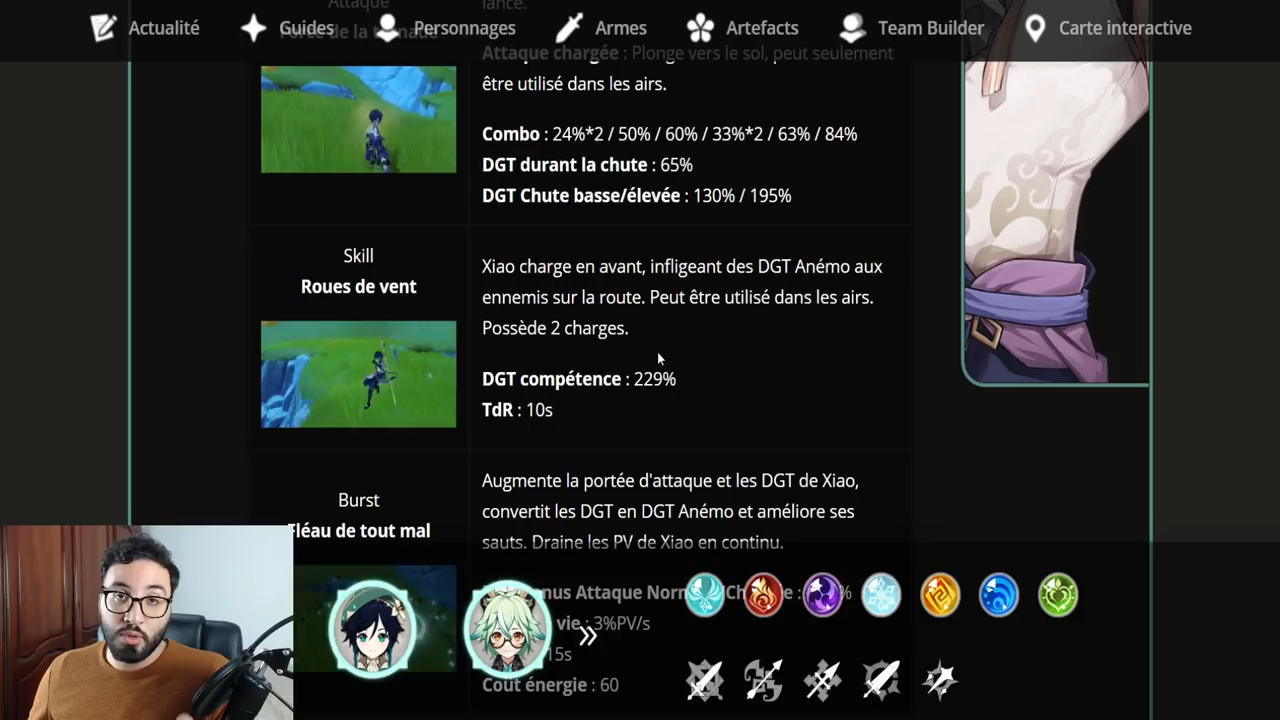 Actualité
Guides
Personnages
Armes
Artefacts
Team Builder
Carte interactive
Attaque
lance.
Attaque chargée : Plonge vers le sol, peut seulement
être utilisé dans les airs.
Combo : 24%*2 / 50% / 60% / 33%*2 / 63% / 84%
DGT durant la chute : 65%
DGT Chute basse/élevée : 130% / 195%
Skill
Roues de vent
Xiao charge en avant, infligeant des DGT Anémo aux
ennemis sur la route. Peut être utilisé dans les airs.
Possède 2 charges.
DGT compétence : 229%
TdR : 10s
Burst
Fléau de tout mal
Augmente la portée d'attaque et les DGT de Xiao,
convertit les DGT en DGT Anémo et améliore ses
sauts. Draine les PV de Xiao en continu.
Attaque
vie : 3%PV/s
15s
Cout énergie : 60